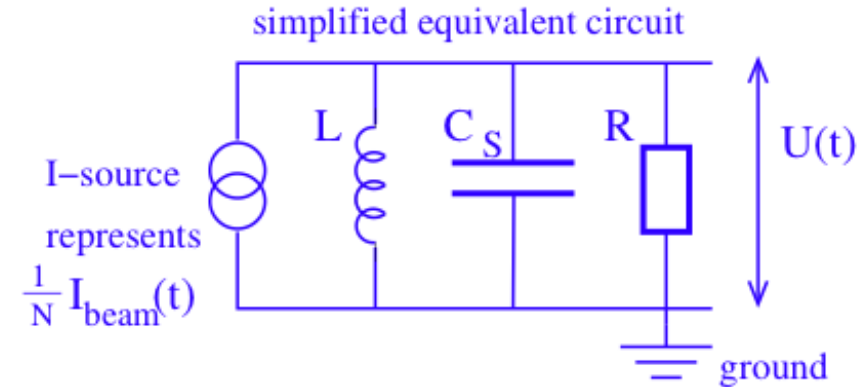 simplified equivalent circuit
L
C S
R
U(t)
I−source
represents
1/N I beam(t)
ground